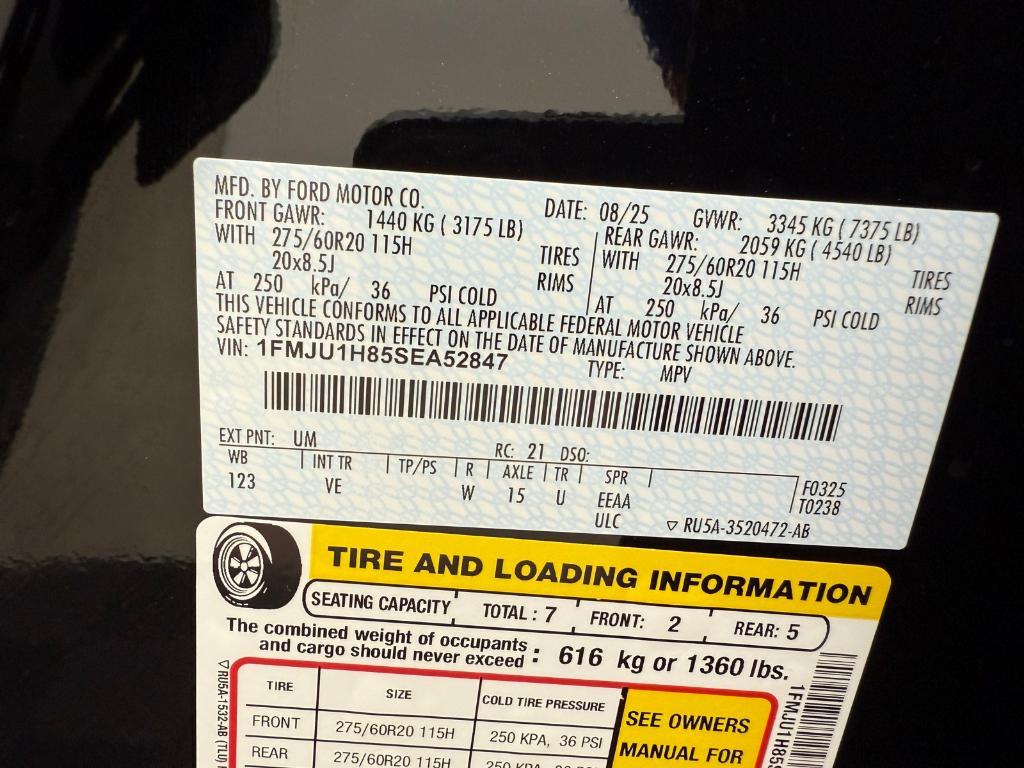 MFD. BY FORD MOTOR CO.
DATE: 08/25 GVWR: 3345 KG ( 7375 LB)
FRONT GAWR: 1440 KG ( 3175 LB)
WITH 275/60R20 115H TIRES
20x8.5J RIMS
AT 250 kPa/ 36 PSI COLD
REAR GAWR: 2059 KG ( 4540 LB)
WITH 275/60R20 115H TIRES
20x8.5J RIMS
AT 250 kPa/ 36 PSI COLD
THIS VEHICLE CONFORMS TO ALL APPLICABLE FEDERAL MOTOR VEHICLE
SAFETY STANDARDS IN EFFECT ON THE DATE OF MANUFACTURE SHOWN ABOVE.
VIN: 1FMJU1H85SEA52847 TYPE: MPV
EXT PNT: UM RC: 21 DSO:
WB INT TR TP/PS R AXLE TR SPR
123 VE W 15 U EEAA
ULC
F0325
T0238
▽ RU5A-3520472-AB
TIRE AND LOADING INFORMATION
SEATING CAPACITY TOTAL : 7 FRONT: 2 REAR: 5
The combined weight of occupants
and cargo should never exceed : 616 kg or 1360 lbs.
TIRE SIZE COLD TIRE PRESSURE
FRONT 275/60R20 115H 250 KPA, 36 PSI
REAR 275/60R20 115H
SEE OWNERS
MANUAL FOR
▽ RU5A-1532-AB (TLU)
1FMJU1H85S